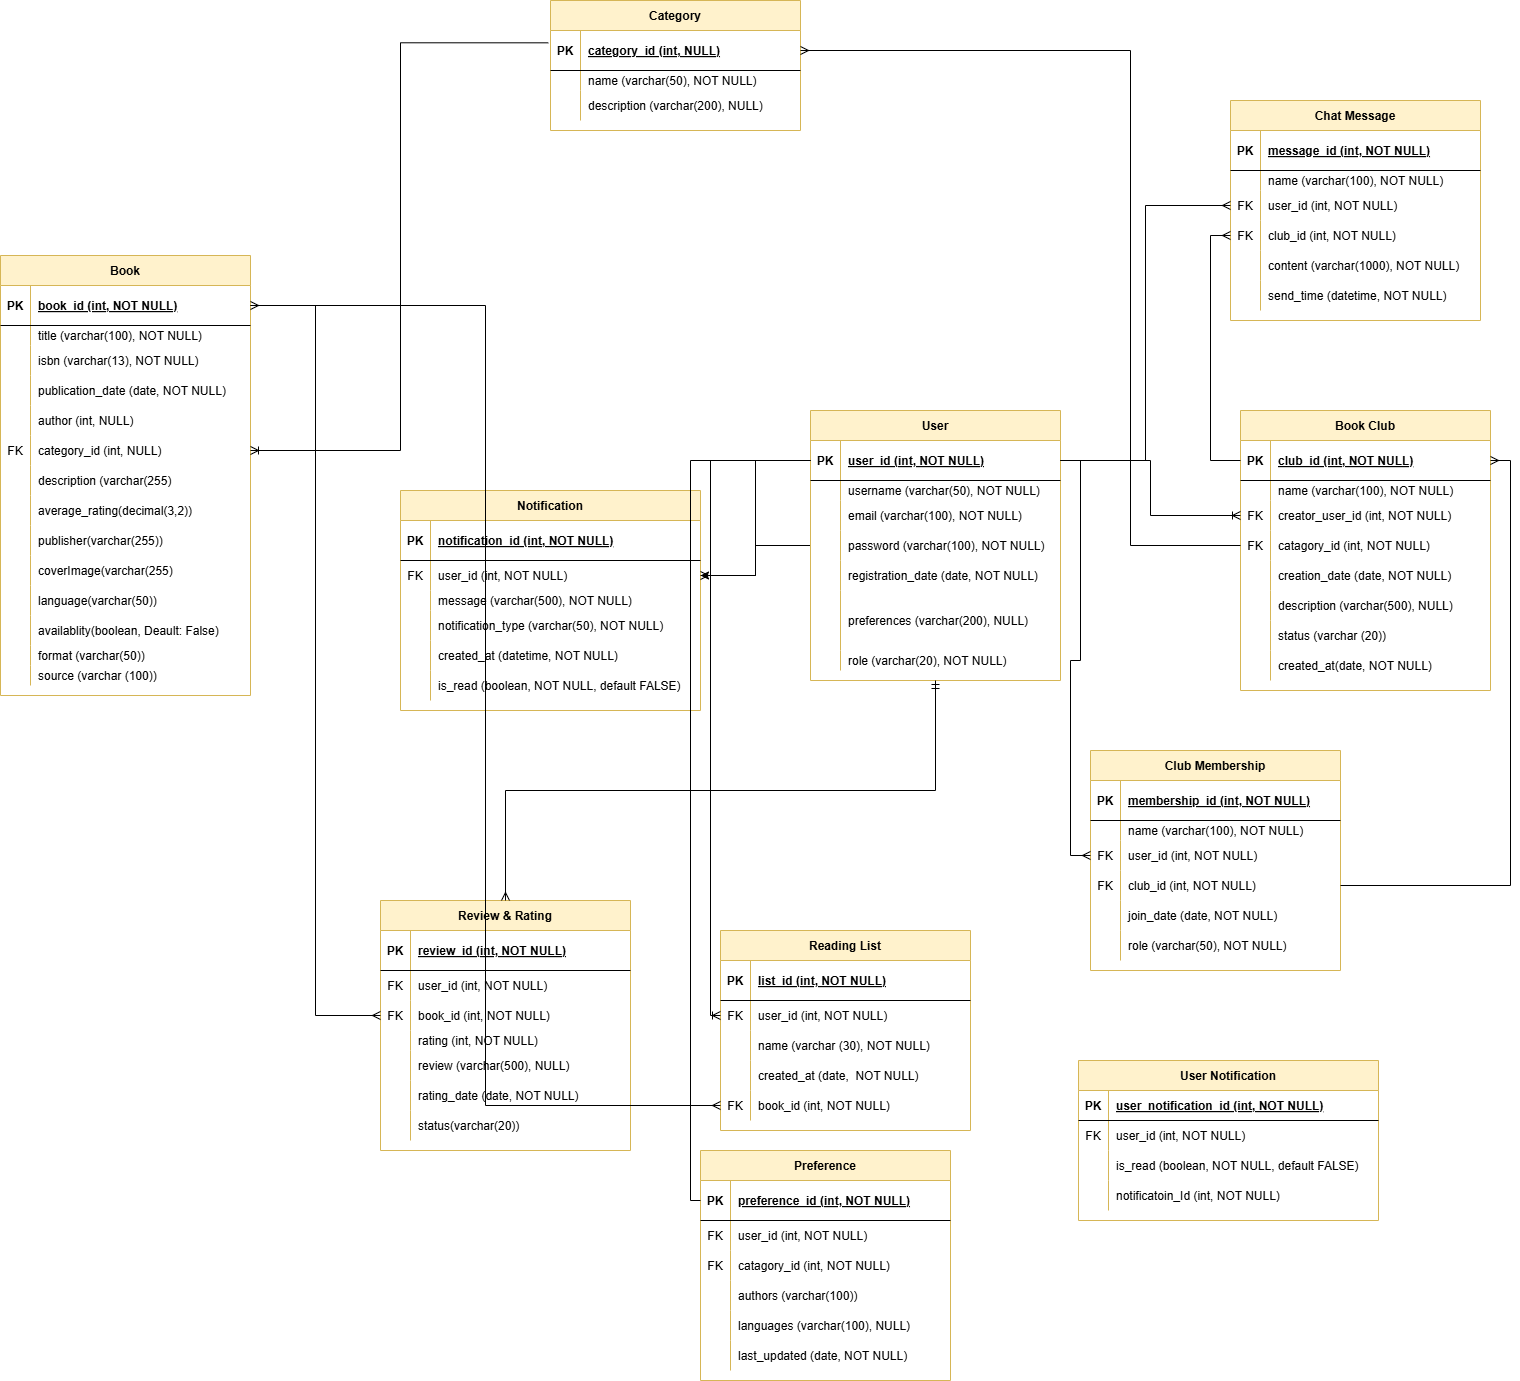 Category
PK category_id (int, NULL)
name (varchar(50), NOT NULL)
description (varchar(200), NULL)
Chat Message
PK message_id (int, NOT NULL)
name (varchar(100), NOT NULL)
FK user_id (int, NOT NULL)
FK club_id (int, NOT NULL)
content (varchar(1000), NOT NULL)
send_time (datetime, NOT NULL)
Book
PK book_id (int, NOT NULL)
title (varchar(100), NOT NULL)
isbn (varchar(13), NOT NULL)
publication_date (date, NOT NULL)
author (int, NULL)
FK category_id (int, NULL)
description (varchar(255)
average_rating(decimal(3,2))
publisher(varchar(255))
coverImage(varchar(255)
language(varchar(50))
availablity(boolean, Deault: False)
format (varchar(50))
source (varchar (100))
User
PK user_id (int, NOT NULL)
username (varchar(50), NOT NULL)
email (varchar(100), NOT NULL)
password (varchar(100), NOT NULL)
registration_date (date, NOT NULL)
preferences (varchar(200), NULL)
role (varchar(20), NOT NULL)
Book Club
PK club_id (int, NOT NULL)
name (varchar(100), NOT NULL)
FK creator_user_id (int, NOT NULL)
FK catagory_id (int, NOT NULL)
creation_date (date, NOT NULL)
description (varchar(500), NULL)
status (varchar (20))
created_at(date, NOT NULL)
Notification
PK notification_id (int, NOT NULL)
FK user_id (int, NOT NULL)
message (varchar(500), NOT NULL)
notification_type (varchar(50), NOT NULL)
created_at (datetime, NOT NULL)
is_read (boolean, NOT NULL, default FALSE)
Club Membership
PK membership_id (int, NOT NULL)
name (varchar(100), NOT NULL)
FK user_id (int, NOT NULL)
FK club_id (int, NOT NULL)
join_date (date, NOT NULL)
role (varchar(50), NOT NULL)
Review & Rating
PK review_id (int, NOT NULL)
FK user_id (int, NOT NULL)
FK book_id (int, NOT NULL)
rating (int, NOT NULL)
review (varchar(500), NULL)
rating_date (date, NOT NULL)
status(varchar(20))
Reading List
PK list_id (int, NOT NULL)
FK user_id (int, NOT NULL)
name (varchar (30), NOT NULL)
created_at (date, NOT NULL)
FK book_id (int, NOT NULL)
User Notification
PK user_notification_id (int, NOT NULL)
FK user_id (int, NOT NULL)
is_read (boolean, NOT NULL, default FALSE)
notificatoin_Id (int, NOT NULL)
Preference
PK preference_id (int, NOT NULL)
FK user_id (int, NOT NULL)
FK catagory_id (int, NOT NULL)
authors (varchar(100))
languages (varchar(100), NULL)
last_updated (date, NOT NULL)